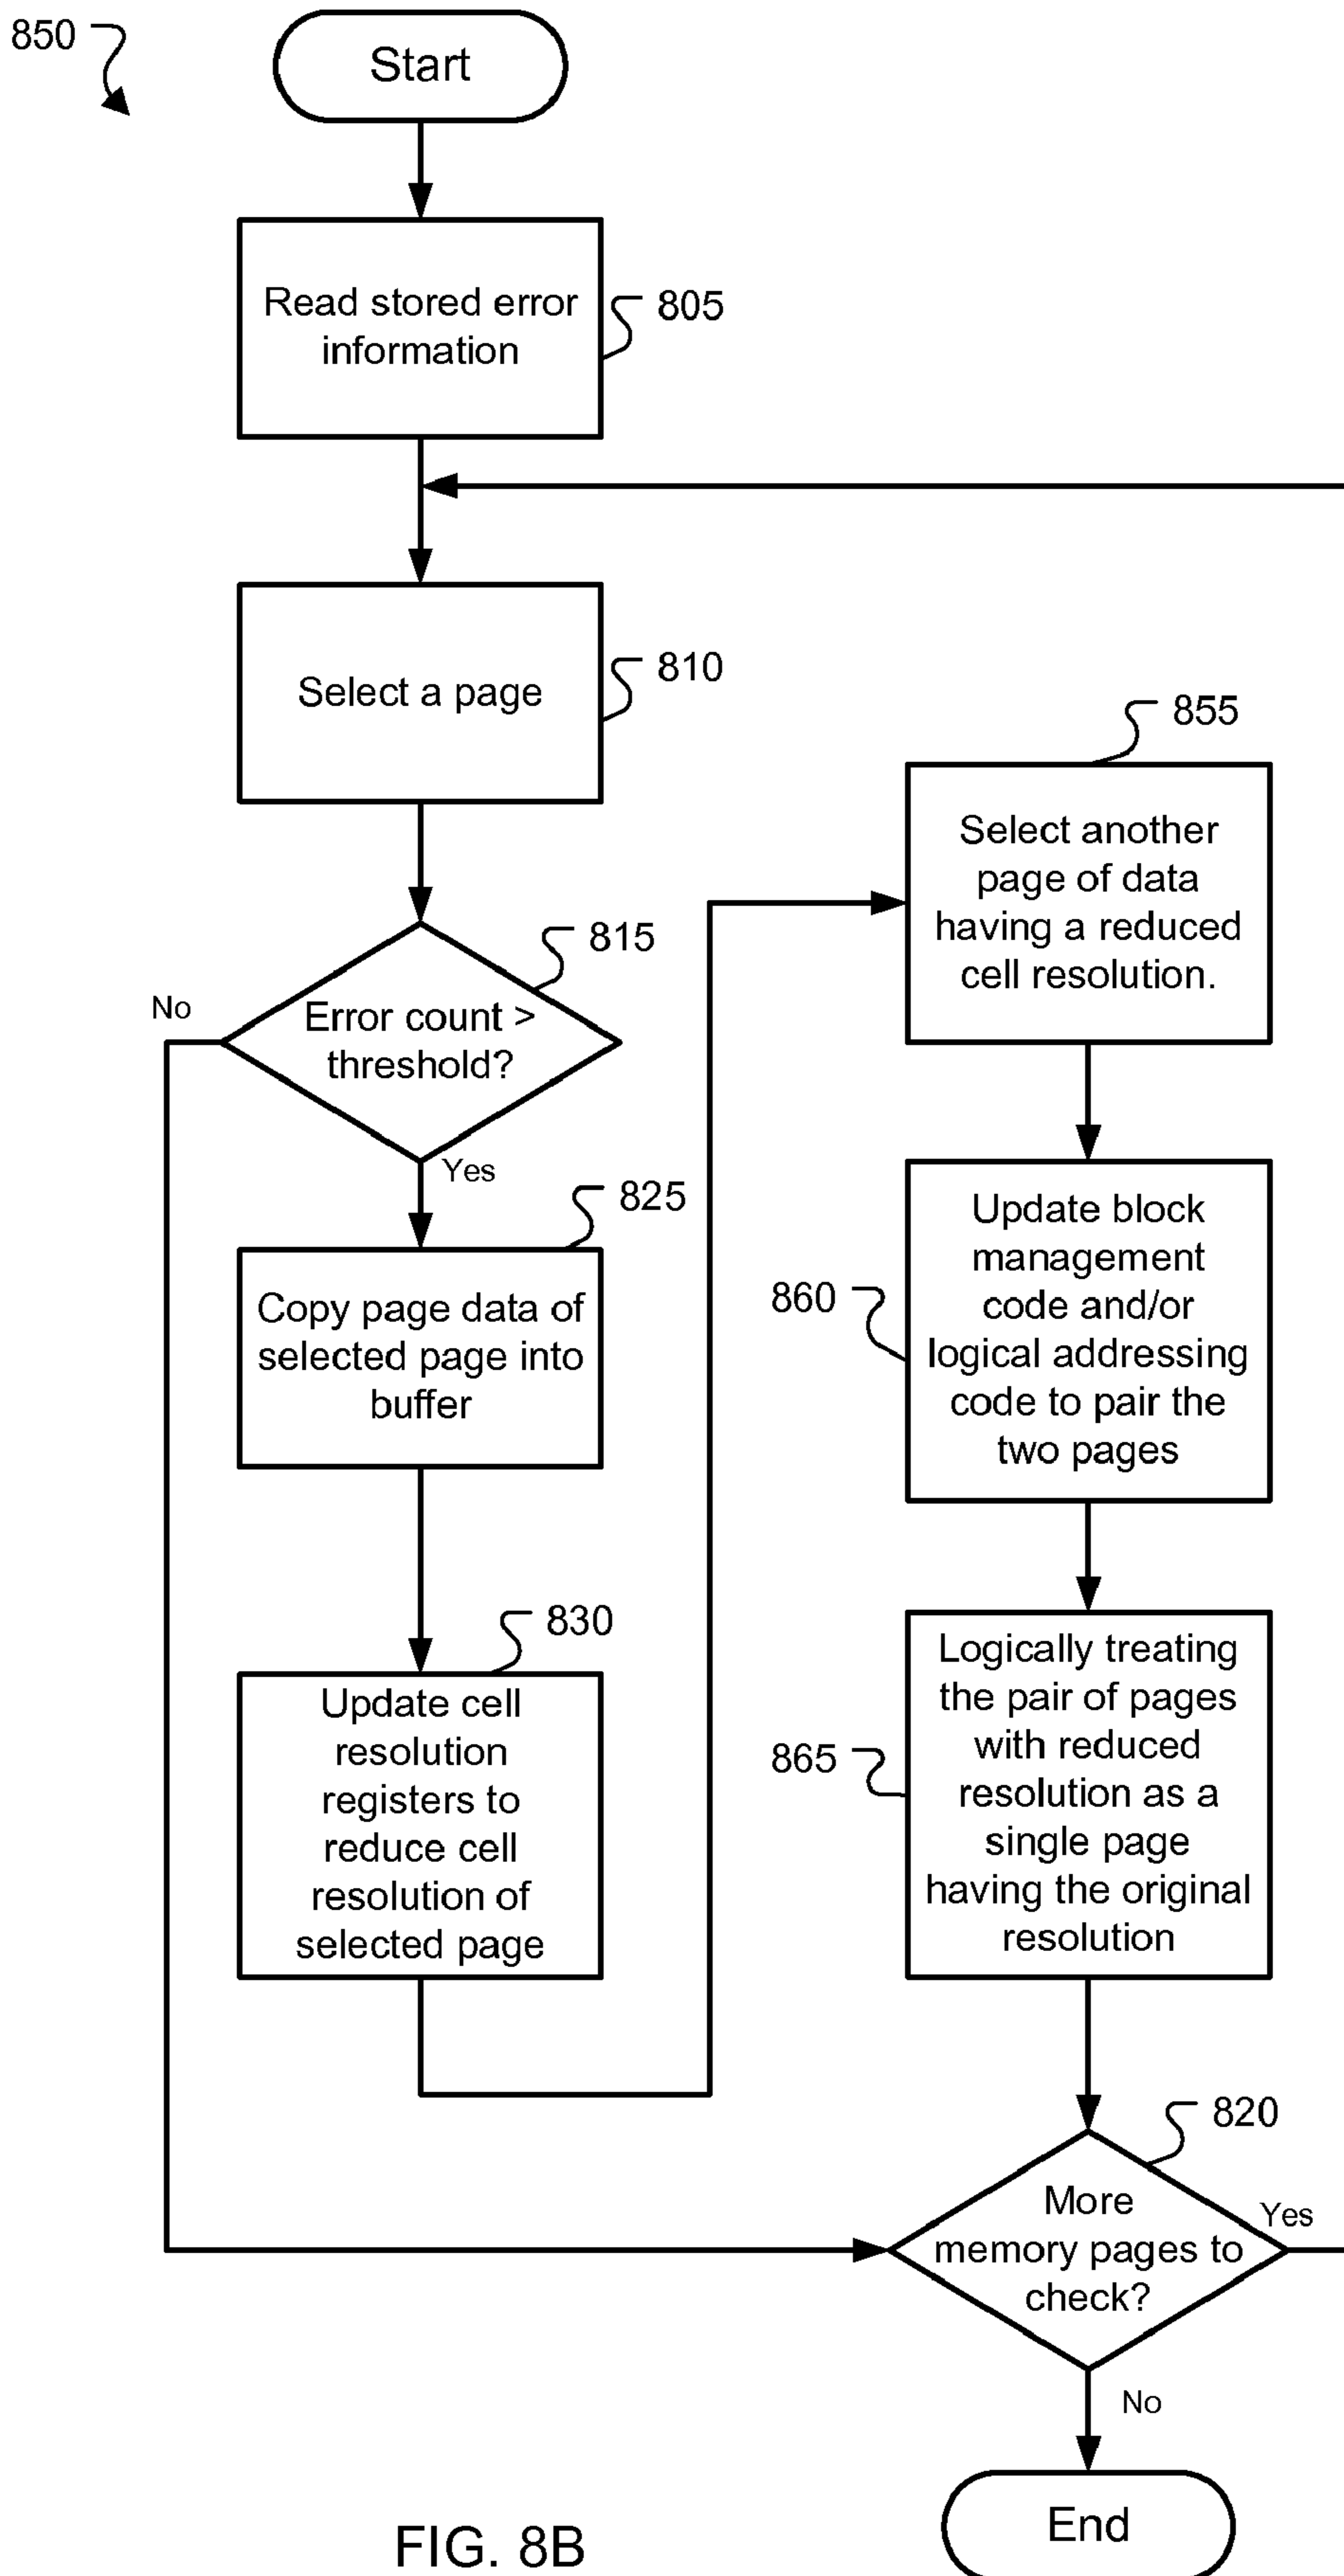 850
Start
Read stored error
information
805
Select a page
810
815
Error count >
threshold?
No
Yes
825
Copy page data of
selected page into
buffer
830
Update cell
resolution
registers to
reduce cell
resolution of
selected page
855
Select another
page of data
having a reduced
cell resolution.
860
Update block
management
code and/or
logical addressing
code to pair the
two pages
865
Logically treating
the pair of pages
with reduced
resolution as a
single page
having the original
resolution
820
More
memory pages to
check?
Yes
No
End
FIG. 8B